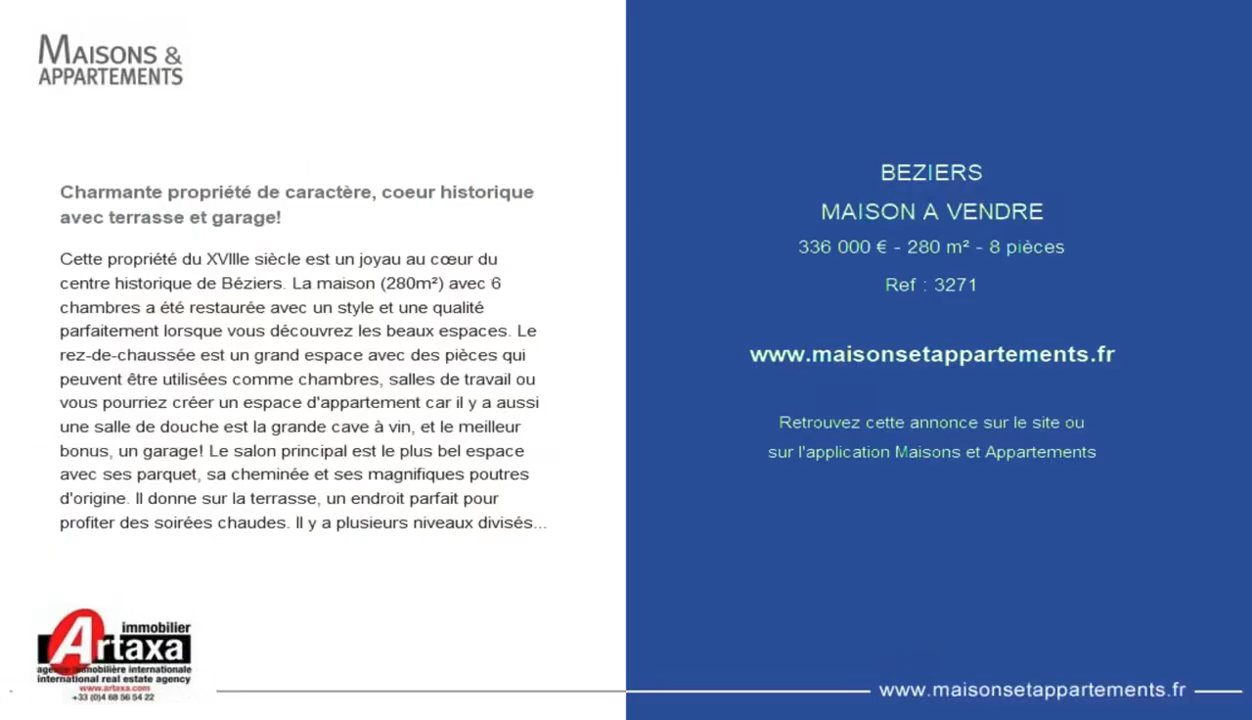 MAISONS &
APPARTEMENTS
Charmante propriété de caractère, coeur historique
avec terrasse et garage!
Cette propriété du XVIIIe siècle est un joyau au cœur du
centre historique de Béziers. La maison (280m²) avec 6
chambres a été restaurée avec un style et une qualité
parfaitement lorsque vous découvrez les beaux espaces. Le
rez-de-chaussée est un grand espace avec des pièces qui
peuvent être utilisées comme chambres, salles de travail ou
vous pourriez créer un espace d'appartement car il y a aussi
une salle de douche est la grande cave à vin, et le meilleur
bonus, un garage! Le salon principal est le plus bel espace
avec ses parquet, sa cheminée et ses magnifiques poutres
d'origine. Il donne sur la terrasse, un endroit parfait pour
profiter des soirées chaudes. Il y a plusieurs niveaux divisés...
immobilier
Artaxa
agence immobilière internationale
international real estate agency
www.artaxa.com
+33 (0)4 68 56 54 22
BEZIERS
MAISON A VENDRE
336 000 € - 280 m² - 8 pièces
Ref : 3271
www.maisonsetappartements.fr
Retrouvez cette annonce sur le site ou
sur l'application Maisons et Appartements
www.maisonsetappartements.fr